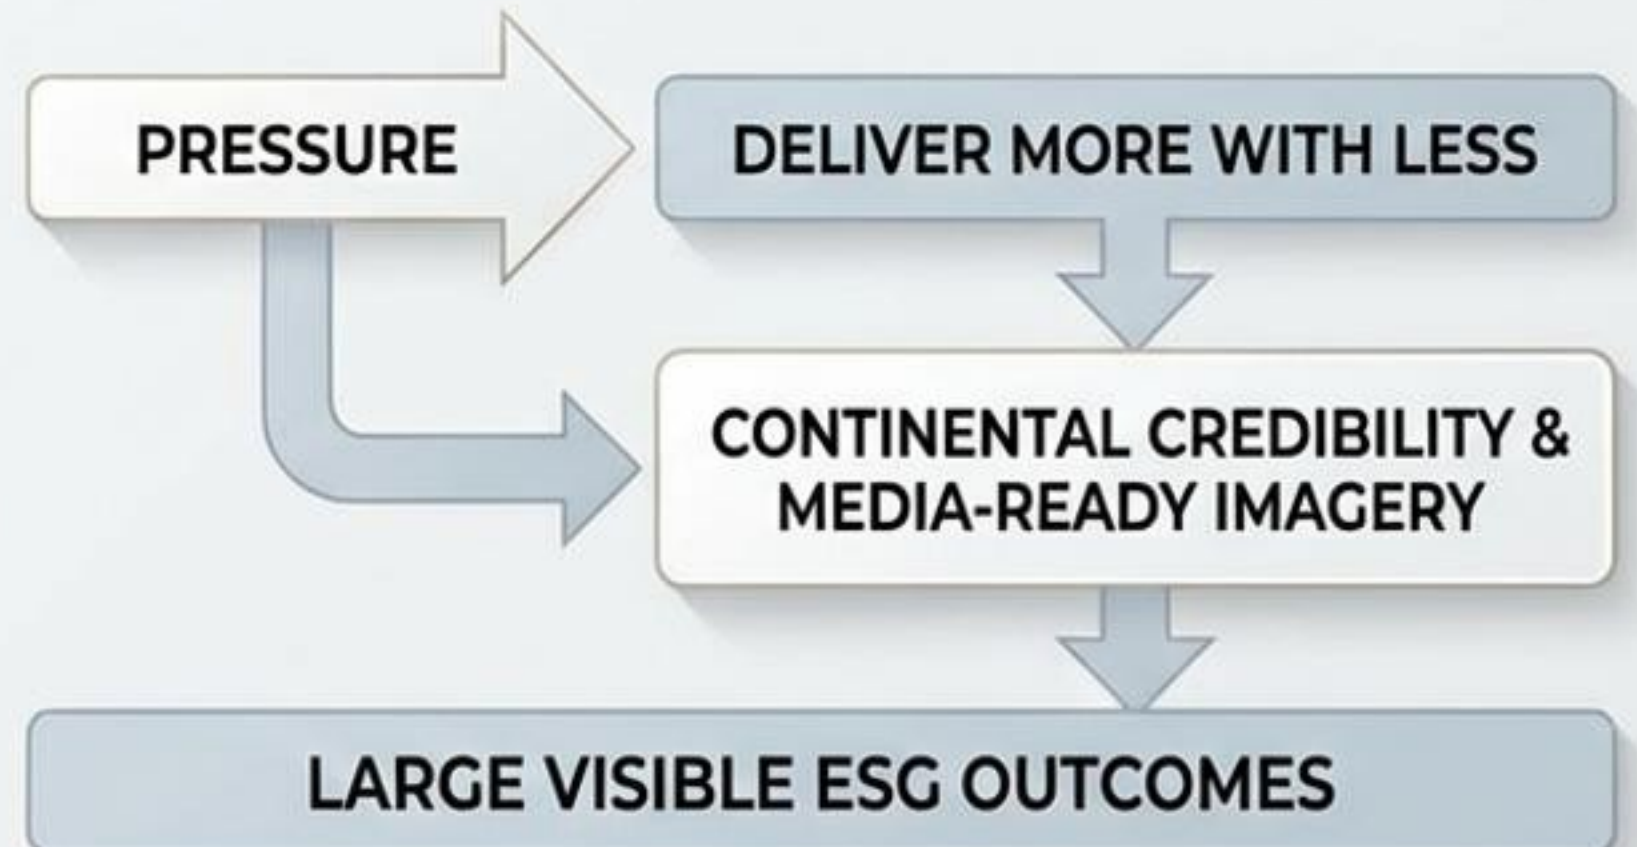 PRESSURE
DELIVER MORE WITH LESS
CONTINENTAL CREDIBILITY &
MEDIA-READY IMAGERY
LARGE VISIBLE ESG OUTCOMES